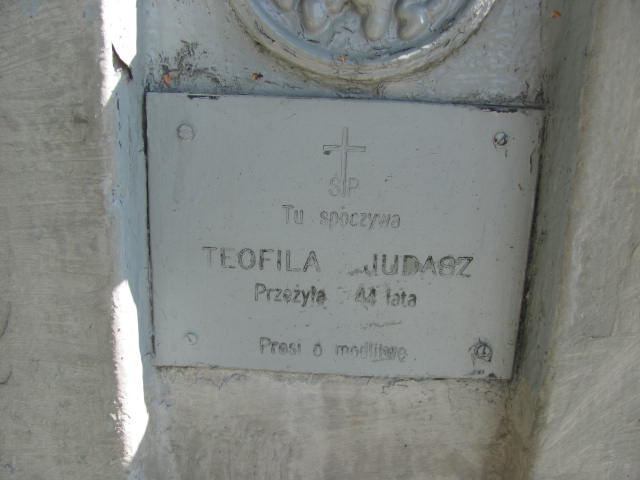 ŚP
Tu spoczywa
TEOFILA JUDASZ
Przeżyła 44 lata
Prosi o modlitwę